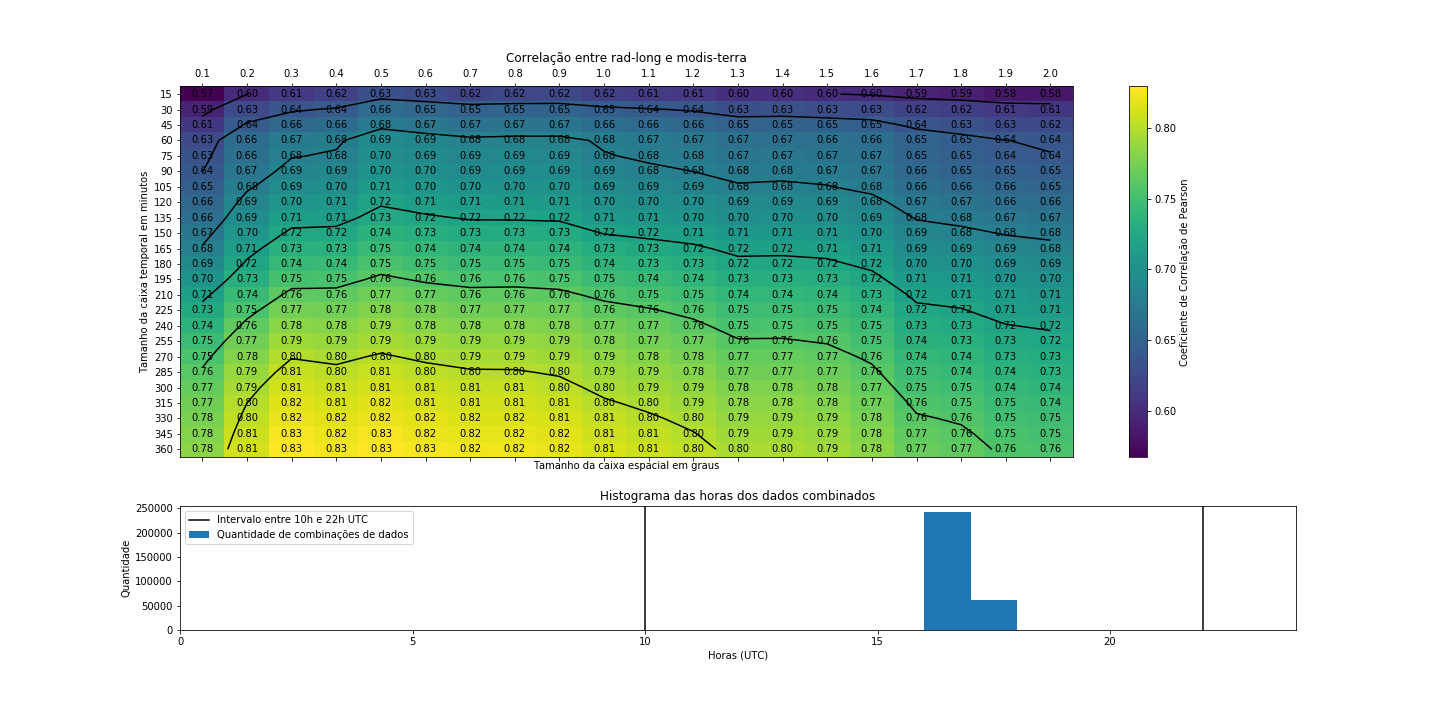 Correlação entre rad-long e modis-terra
0.1 0.2 0.3 0.4 0.5 0.6 0.7 0.8 0.9 1.0 1.1 1.2 1.3 1.4 1.5 1.6 1.7 1.8 1.9 2.0
15 0.57 0.60 0.61 0.62 0.63 0.63 0.62 0.62 0.62 0.61 0.61 0.61 0.60 0.60 0.60 0.60 0.59 0.59 0.58 0.58
30 0.59 0.63 0.64 0.64 0.66 0.65 0.65 0.65 0.65 0.65 0.64 0.64 0.63 0.63 0.63 0.63 0.62 0.62 0.61 0.61
45 0.61 0.64 0.66 0.66 0.68 0.67 0.67 0.67 0.67 0.66 0.66 0.66 0.65 0.65 0.65 0.65 0.64 0.63 0.63 0.62
60 0.63 0.66 0.67 0.68 0.69 0.69 0.68 0.68 0.68 0.68 0.67 0.67 0.67 0.67 0.66 0.66 0.65 0.65 0.64 0.64
75 0.63 0.66 0.68 0.68 0.70 0.69 0.69 0.69 0.69 0.68 0.68 0.68 0.67 0.67 0.67 0.67 0.65 0.65 0.64 0.64
90 0.64 0.67 0.69 0.69 0.70 0.70 0.69 0.69 0.69 0.69 0.68 0.68 0.68 0.68 0.67 0.67 0.66 0.65 0.65 0.65
105 0.65 0.68 0.69 0.70 0.71 0.70 0.70 0.70 0.70 0.69 0.69 0.69 0.68 0.68 0.68 0.68 0.66 0.66 0.66 0.65
120 0.66 0.69 0.70 0.71 0.72 0.71 0.71 0.71 0.71 0.70 0.70 0.70 0.69 0.69 0.69 0.68 0.67 0.67 0.66 0.66
135 0.66 0.69 0.71 0.71 0.73 0.72 0.72 0.72 0.72 0.71 0.71 0.70 0.70 0.70 0.70 0.69 0.68 0.68 0.67 0.67
150 0.67 0.70 0.72 0.72 0.74 0.73 0.73 0.73 0.73 0.72 0.72 0.71 0.71 0.71 0.71 0.70 0.69 0.68 0.68 0.68
165 0.68 0.71 0.73 0.73 0.75 0.74 0.74 0.74 0.74 0.73 0.73 0.72 0.72 0.72 0.71 0.71 0.70 0.69 0.69 0.68
180 0.69 0.72 0.74 0.74 0.75 0.75 0.75 0.75 0.75 0.74 0.73 0.73 0.72 0.72 0.72 0.72 0.70 0.70 0.69 0.69
195 0.70 0.73 0.75 0.75 0.76 0.76 0.76 0.76 0.75 0.75 0.74 0.74 0.73 0.73 0.73 0.72 0.71 0.71 0.70 0.70
210 0.71 0.74 0.76 0.76 0.77 0.77 0.76 0.76 0.76 0.76 0.75 0.75 0.74 0.74 0.74 0.73 0.72 0.71 0.71 0.71
225 0.73 0.75 0.77 0.77 0.78 0.78 0.77 0.77 0.77 0.76 0.76 0.76 0.75 0.75 0.75 0.74 0.72 0.72 0.71 0.71
240 0.74 0.76 0.78 0.78 0.79 0.78 0.78 0.78 0.78 0.77 0.77 0.76 0.75 0.75 0.75 0.75 0.73 0.73 0.72 0.72
255 0.75 0.77 0.79 0.79 0.79 0.79 0.79 0.79 0.79 0.78 0.77 0.77 0.76 0.76 0.76 0.75 0.74 0.73 0.73 0.72
270 0.75 0.78 0.80 0.80 0.80 0.80 0.79 0.79 0.79 0.79 0.78 0.78 0.77 0.77 0.77 0.76 0.74 0.74 0.73 0.73
285 0.76 0.79 0.81 0.80 0.81 0.80 0.80 0.80 0.80 0.79 0.79 0.78 0.77 0.77 0.77 0.76 0.75 0.74 0.74 0.73
300 0.77 0.79 0.81 0.81 0.81 0.81 0.81 0.81 0.80 0.80 0.79 0.79 0.78 0.78 0.78 0.77 0.75 0.75 0.74 0.74
315 0.77 0.80 0.82 0.81 0.82 0.81 0.81 0.81 0.81 0.80 0.80 0.79 0.78 0.78 0.78 0.77 0.76 0.75 0.75 0.74
330 0.78 0.80 0.82 0.82 0.82 0.82 0.82 0.81 0.81 0.81 0.80 0.80 0.79 0.79 0.79 0.78 0.76 0.76 0.75 0.75
345 0.78 0.81 0.83 0.82 0.83 0.82 0.82 0.82 0.82 0.81 0.81 0.80 0.79 0.79 0.79 0.78 0.77 0.76 0.75 0.75
360 0.78 0.81 0.83 0.83 0.83 0.83 0.82 0.82 0.82 0.81 0.81 0.80 0.80 0.80 0.79 0.78 0.77 0.77 0.76 0.76
Tamanho da caixa temporal em minutos
Tamanho da caixa espacial em graus
0.80
0.75
0.70
0.65
0.60
Coeficiente de Correlação de Pearson
Histograma das horas dos dados combinados
Intervalo entre 10h e 22h UTC
Quantidade de combinações de dados
250000
200000
150000
100000
50000
0
Quantidade
0 5 10 15 20
Horas (UTC)